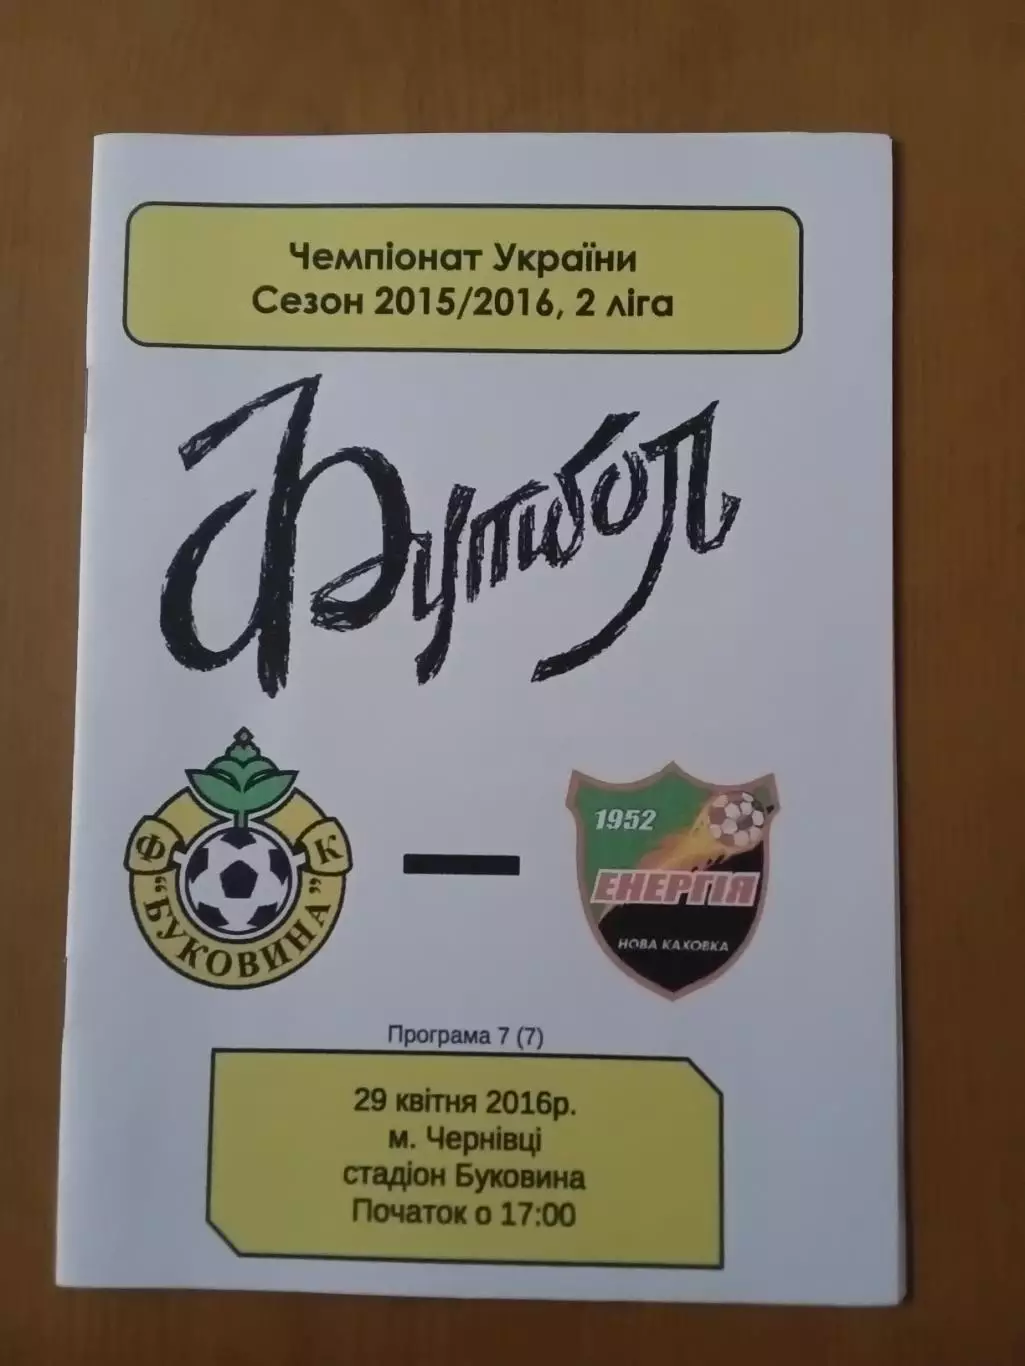 Чемпіонат України
Сезон 2015/2016, 2 ліга
Футбол
ФК
"БУКОВИНА"
1952
ЕНЕРГІЯ
НОВА КАХОВКА
Програма 7 (7)
29 квітня 2016р.
м. Чернівці
стадіон Буковина
Початок о 17:00